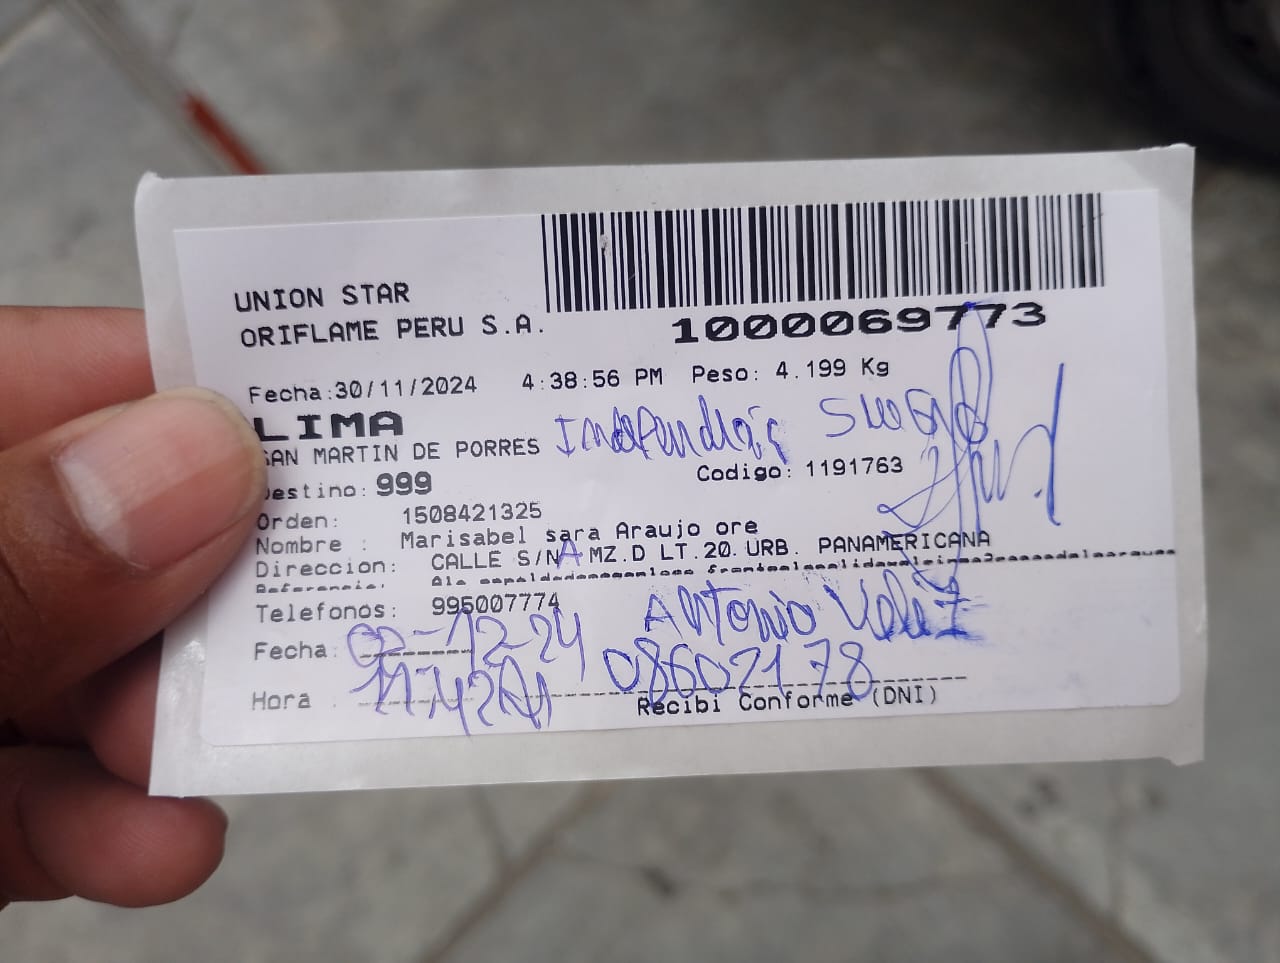 UNION STAR
ORIFLAME PERU S.A.
1000069773
Fecha:30/11/2024 4:38:56 PM Peso: 4.199 Kg
LIMA
SAN MARTIN DE PORRES
Codigo: 1191763
Destino: 999
Orden: 1508421325
Nombre : Marisabel sara Araujo ore
Direccion: CALLE S/N A MZ.D LT.20. URB. PANAMERICANA
Referencia:
Telefonos: 995007774
Antonio Veliz
Fecha: 02-12-24
08602178
Hora :
Recibi Conforme (DNI)